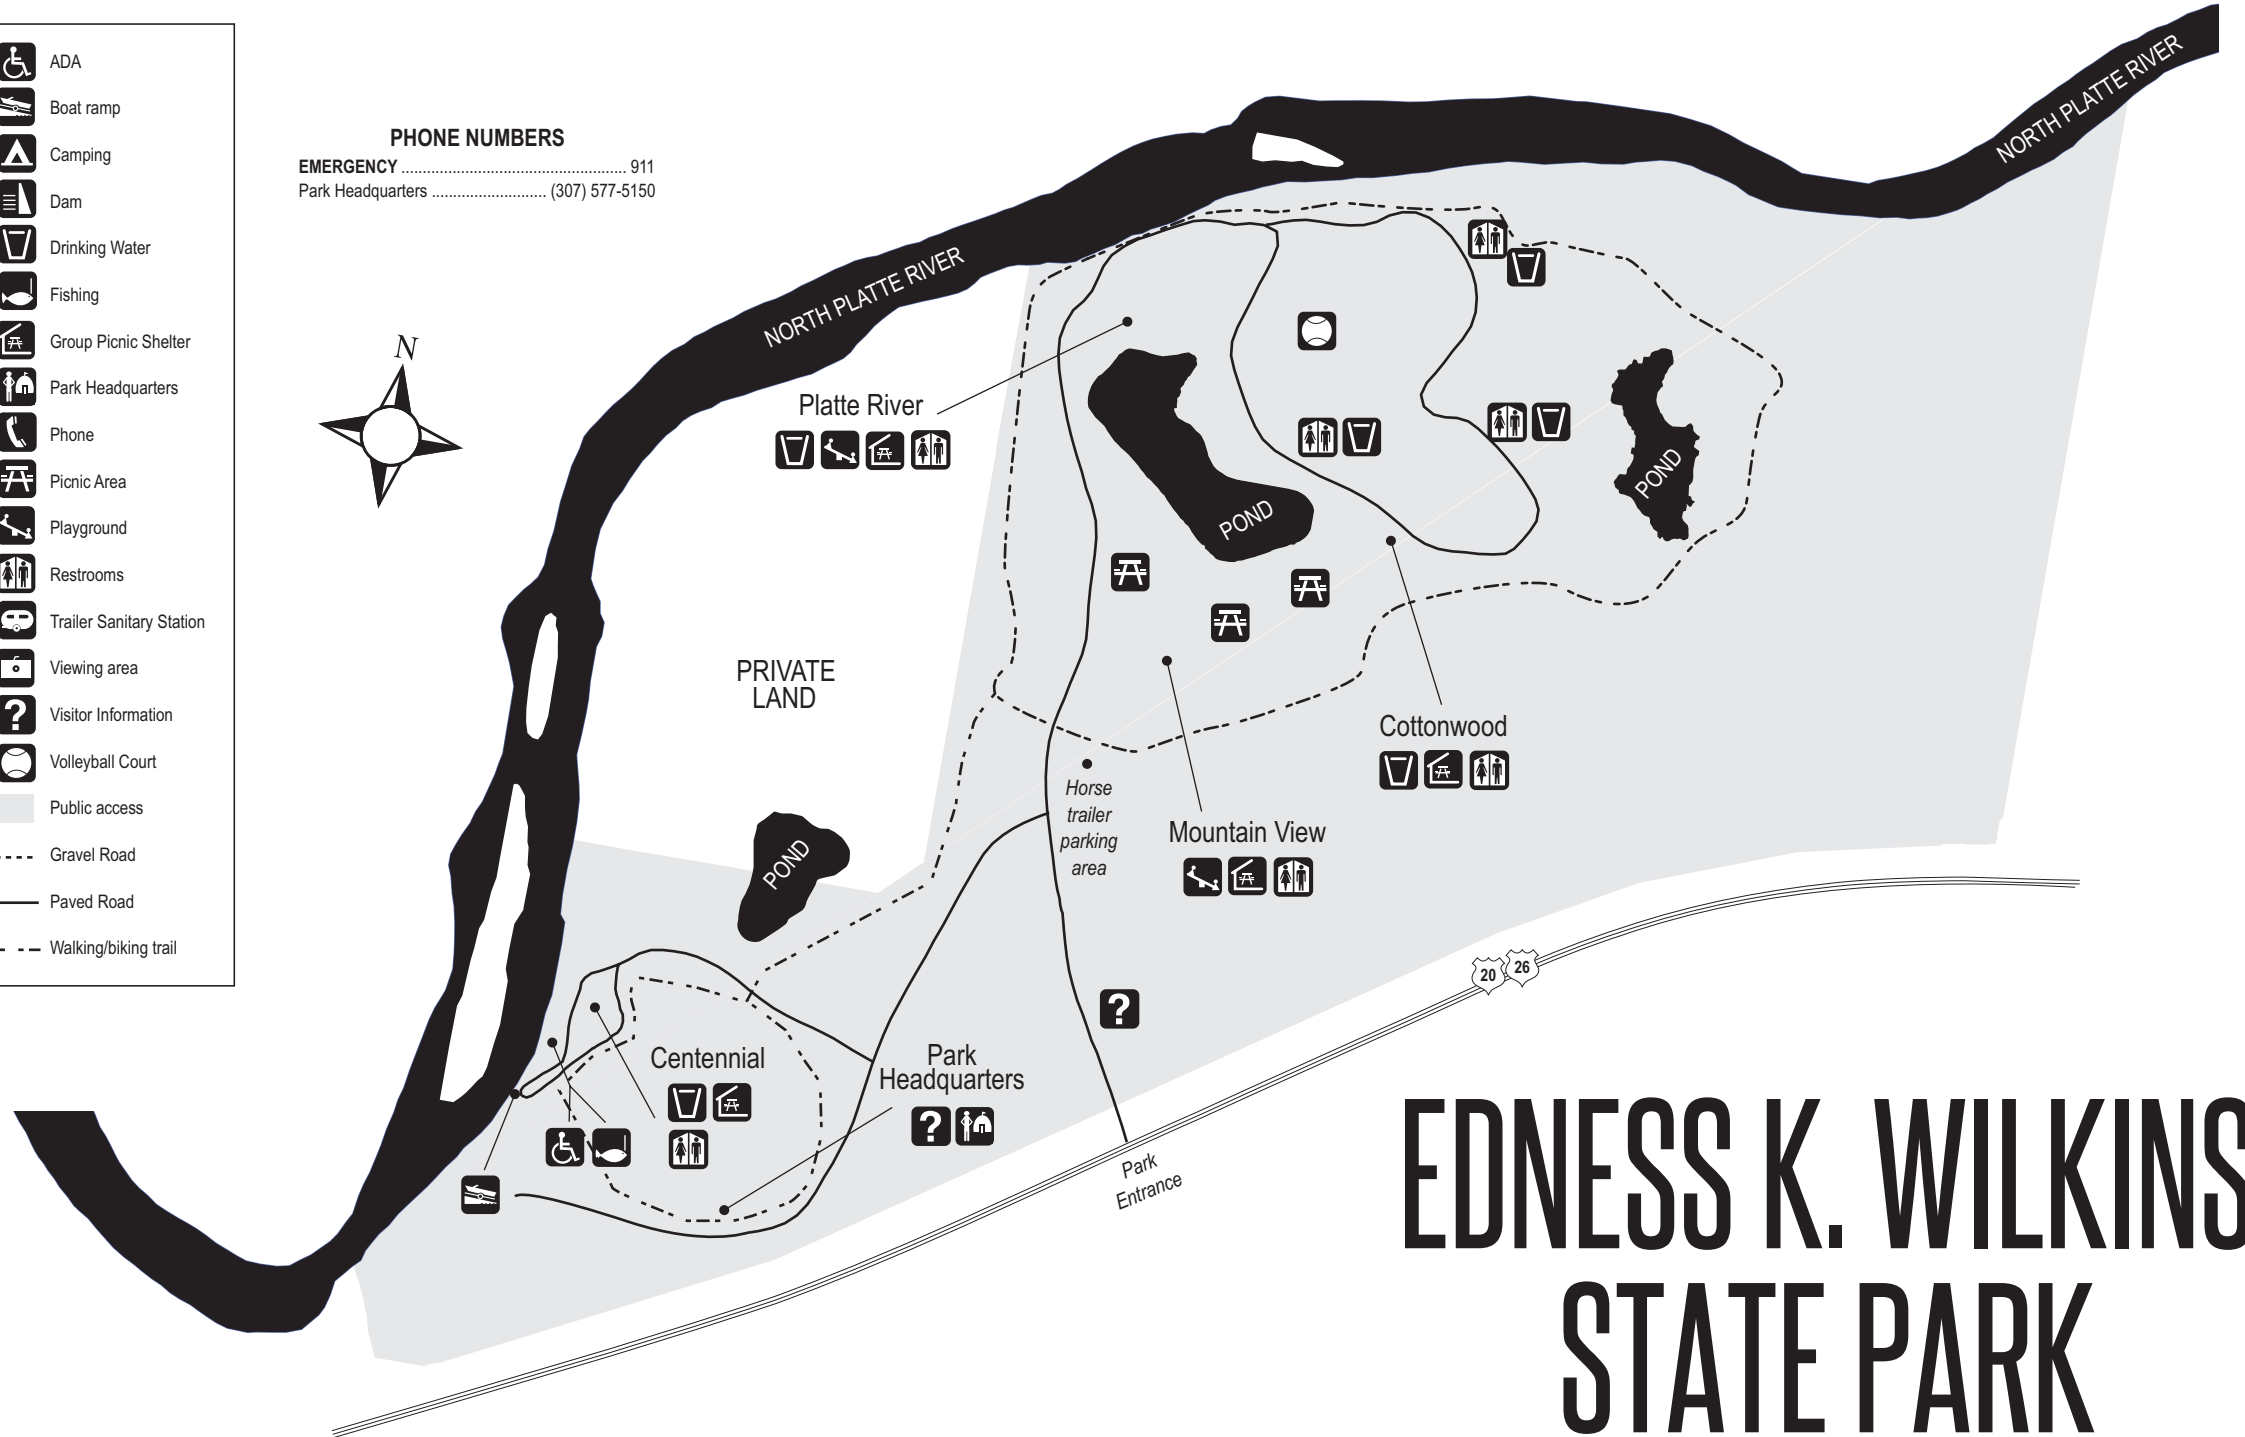 ADA
Boat ramp
Camping
Dam
Drinking Water
Fishing
Group Picnic Shelter
Park Headquarters
Phone
Picnic Area
Playground
Restrooms
Trailer Sanitary Station
Viewing area
? Visitor Information
Volleyball Court
Public access
Gravel Road
Paved Road
Walking/biking trail
PHONE NUMBERS
EMERGENCY ..................................................... 911
Park Headquarters ........................... (307) 577-5150
N
NORTH PLATTE RIVER
NORTH PLATTE RIVER
Platte River
POND
POND
PRIVATE
LAND
Cottonwood
Horse
trailer
parking
area
Mountain View
POND
20 26
?
Centennial
Park
Headquarters
?
Park
Entrance
EDNESS K. WILKINS
STATE PARK